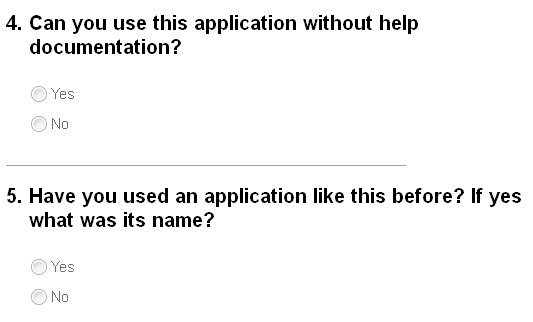 4. Can you use this application without help
documentation?
Yes
No
5. Have you used an application like this before? If yes
what was its name?
Yes
No